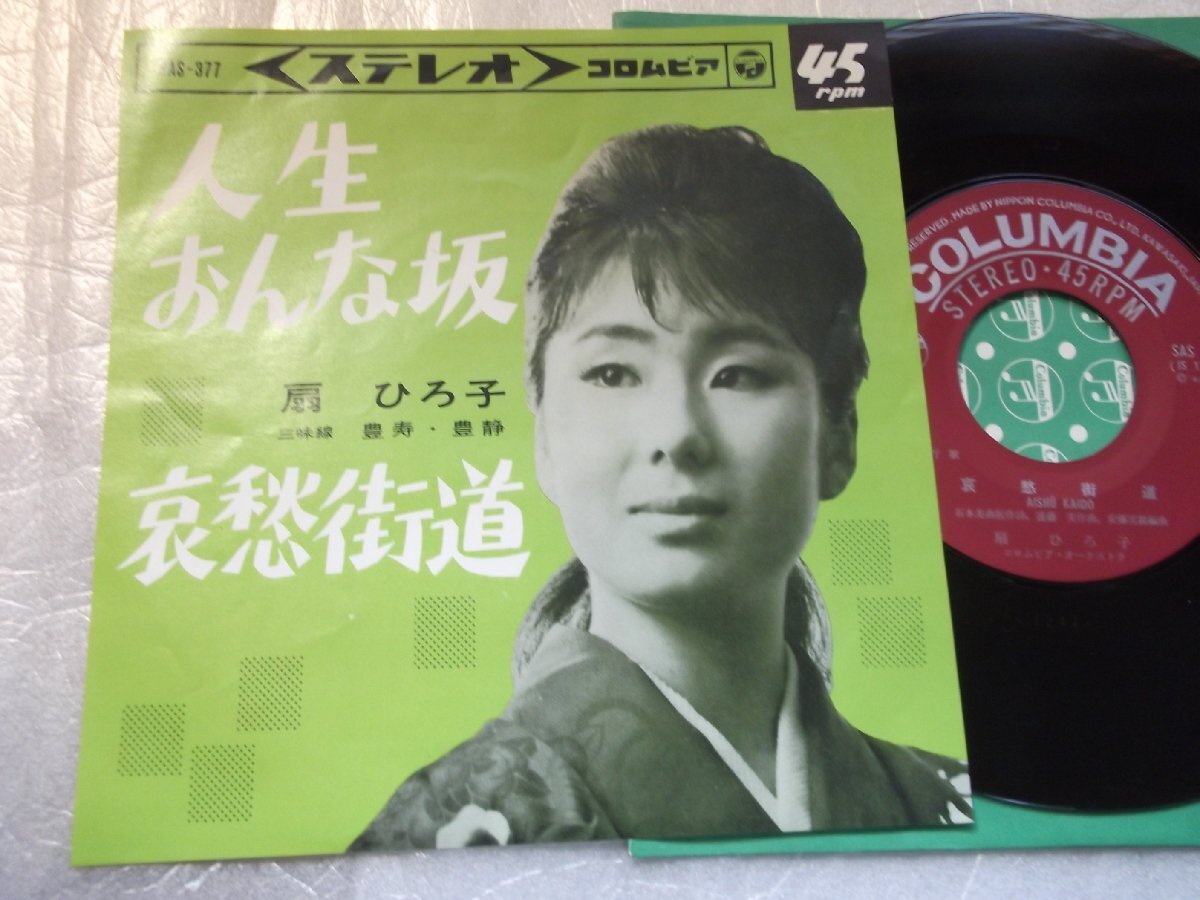 AS-377
ステレオ
コロムビア
45
rpm
人生
おんな坂
扇 ひろ子
三味線 豊寿・豊静
哀愁街道
RESERVED. MADE BY NIPPON COLUMBIA CO., LTD. KAWASAKI
COLUMBIA
STEREO・45RPM
SAS
Columbia
哀愁街道
AISHŪ KAIDO
扇 ひろ子
コロムビア・オーケストラ